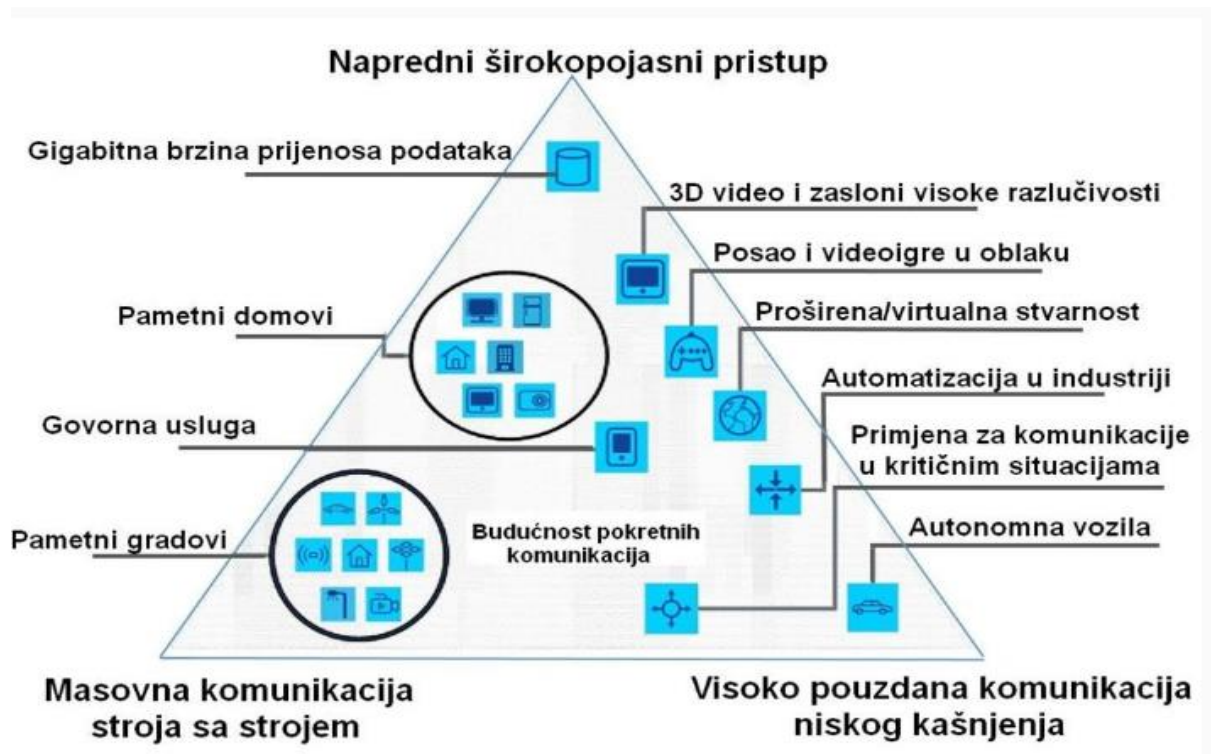 Napredni širokopojasni pristup
Gigabitna brzina prijenosa podataka
3D video i zasloni visoke razlučivosti
Posao i videoigre u oblaku
Pametni domovi
Proširena/virtualna stvarnost
Automatizacija u industriji
Govorna usluga
Primjena za komunikacije
u kritičnim situacijama
Pametni gradovi
Budućnost pokretnih
komunikacija
Autonomna vozila
Masovna komunikacija
stroja sa strojem
Visoko pouzdana komunikacija
niskog kašnjenja